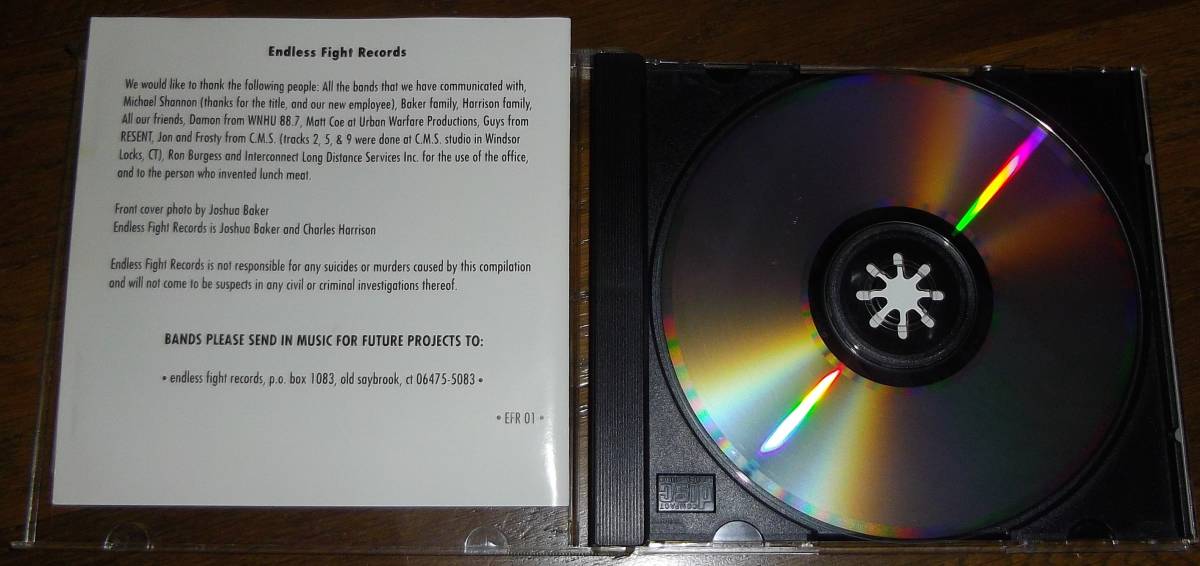 Endless Fight Records
We would like to thank the following people: All the bands that we have communicated with,
Michael Shannon (thanks for the title, and our new employee), Baker family, Harrison family,
All our friends, Damon from WNHU 88.7, Matt Coe at Urban Warfare Productions, Guys from
RESENT, Jon and Frosty from C.M.S. (tracks 2, 5, & 9 were done at C.M.S. studio in Windsor
Locks, CT), Ron Burgess and Interconnect Long Distance Services Inc. for the use of the office,
and to the person who invented lunch meat.
Front cover photo by Joshua Baker
Endless Fight Records is Joshua Baker and Charles Harrison
Endless Fight Records is not responsible for any suicides or murders caused by this compilation
and will not come to be suspects in any civil or criminal investigations thereof.
BANDS PLEASE SEND IN MUSIC FOR FUTURE PROJECTS TO:
• endless fight records, p.o. box 1083, old saybrook, ct 06475-5083 •
• EFR 01 •
COMPACT
disc